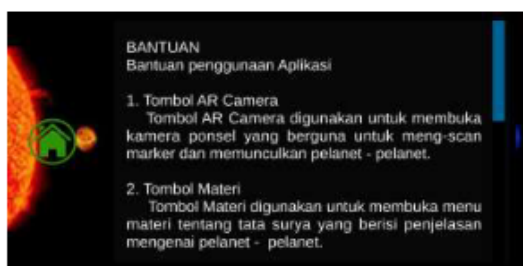 BANTUAN
Bantuan penggunaan Aplikasi
1. Tombol AR Camera
Tombol AR Camera digunakan untuk membuka
kamera ponsel yang berguna untuk meng-scan
marker dan memunculkan pelanet - pelanet.
2. Tombol Materi
Tombol Materi digunakan untuk membuka menu
materi tentang tata surya yang berisi penjelasan
mengenai pelanet - pelanet.